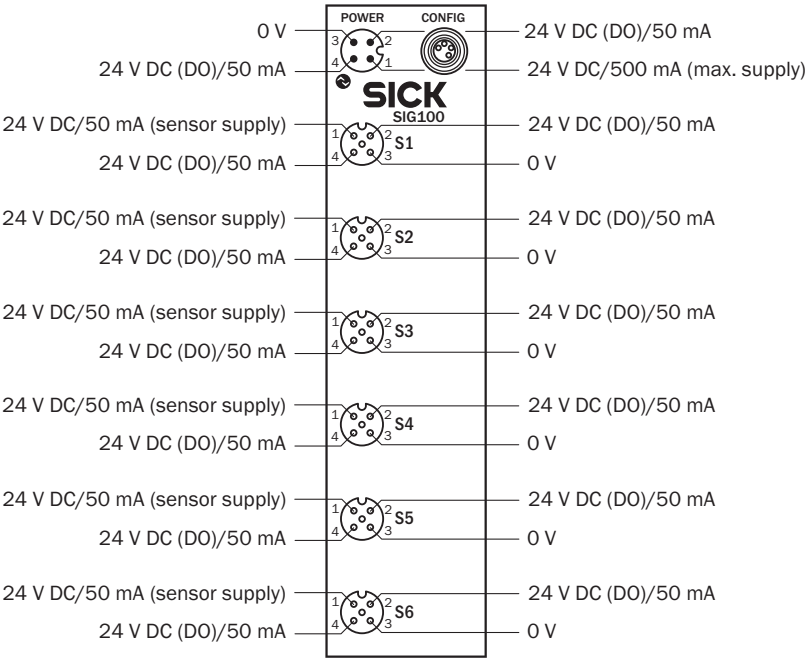 POWER CONFIG
0 V 3 2 24 V DC (DO)/50 mA
24 V DC (DO)/50 mA 4 1 24 V DC/500 mA (max. supply)
SICK
SIG100
24 V DC/50 mA (sensor supply) 1 2 S1 24 V DC (DO)/50 mA
24 V DC (DO)/50 mA 4 3 0 V
24 V DC/50 mA (sensor supply) 1 2 S2 24 V DC (DO)/50 mA
24 V DC (DO)/50 mA 4 3 0 V
24 V DC/50 mA (sensor supply) 1 2 S3 24 V DC (DO)/50 mA
24 V DC (DO)/50 mA 4 3 0 V
24 V DC/50 mA (sensor supply) 1 2 S4 24 V DC (DO)/50 mA
24 V DC (DO)/50 mA 4 3 0 V
24 V DC/50 mA (sensor supply) 1 2 S5 24 V DC (DO)/50 mA
24 V DC (DO)/50 mA 4 3 0 V
24 V DC/50 mA (sensor supply) 1 2 S6 24 V DC (DO)/50 mA
24 V DC (DO)/50 mA 4 3 0 V